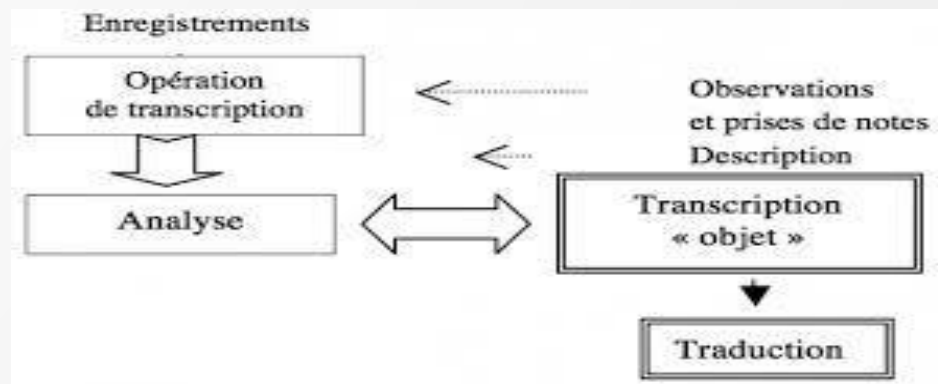 Enregistrements
Opération
de transcription
Observations
et prises de notes
Description
Analyse
Transcription
« objet »
Traduction